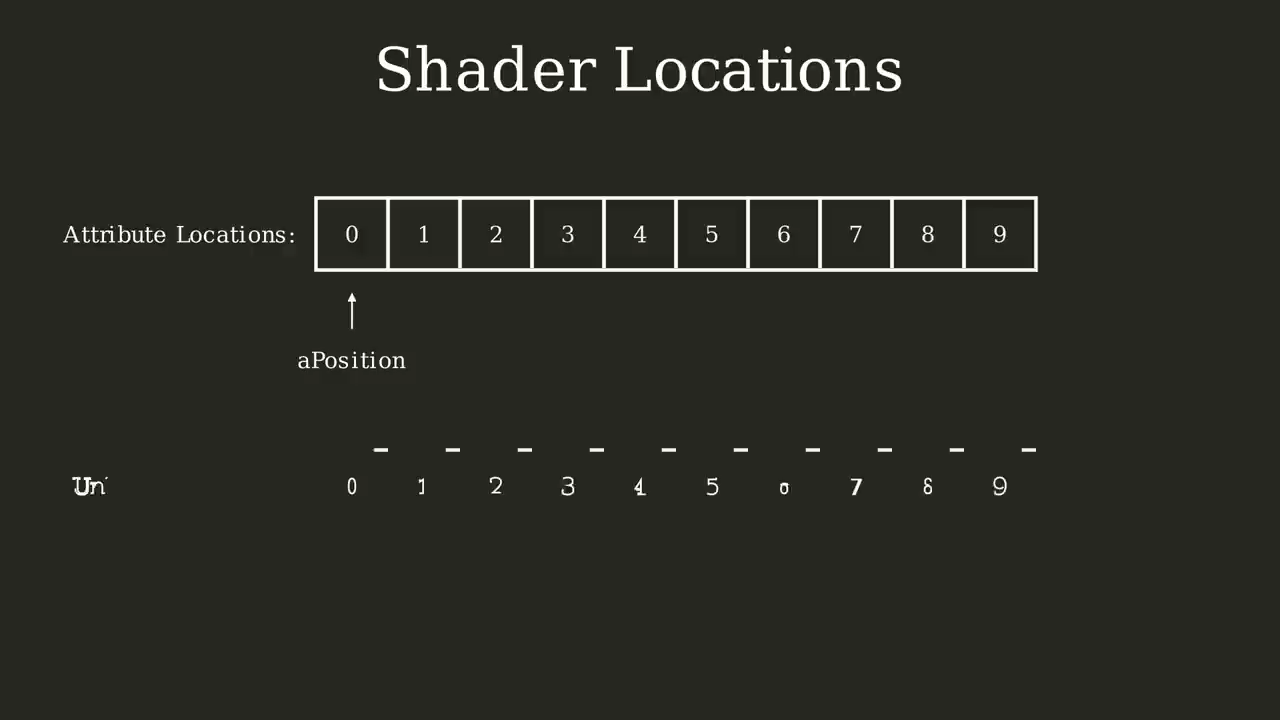 Shader Locations
Attribute Locations: 0 1 2 3 4 5 6 7 8 9
aPosition
Un 0 1 2 3 4 5 7 8 9